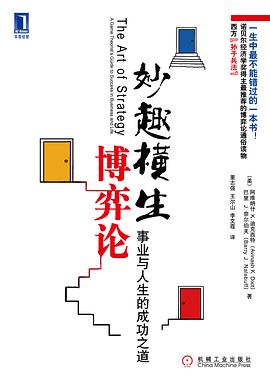 华章经管
The Art of Strategy
A Game Theorist's Guide to Success in Business and Life
妙趣横生
博弈论
事业与人生的成功之道
一生中最不能错过的一本书！
诺贝尔经济学奖得主最推荐的博弈论通俗读物
西方“孙子兵法”
（美） 阿维纳什 K. 迪克西特（Avinash K. Dixit）
巴里 J. 奈尔伯夫（Barry J. Nalebuff） 著
董志强 王尔山 李文霞 译
机械工业出版社
China Machine Press